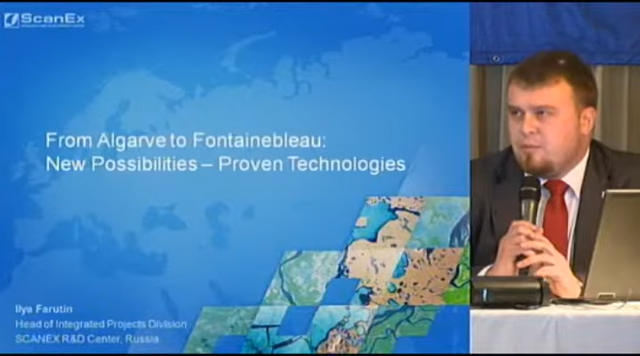 ScanEx
From Algarve to Fontainebleau:
New Possibilities – Proven Technologies
Ilya Farutin
Head of Integrated Projects Division
SCANEX R&D Center, Russia